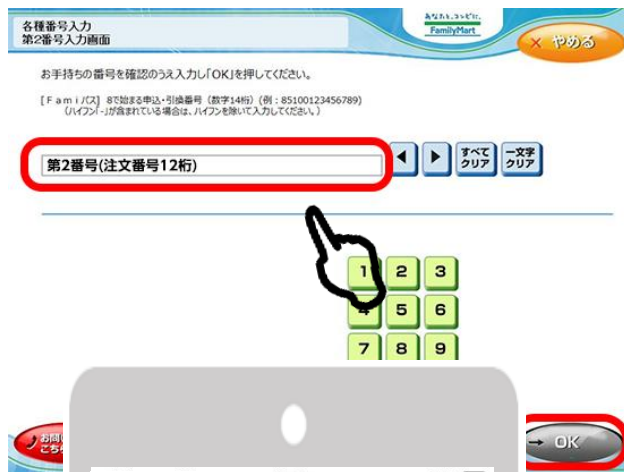 各種番号入力
第2番号入力画面
あなたと、コンビに、
FamilyMart
× やめる
お手持ちの番号を確認のうえ入力し「OK」を押してください。
[Ｆａｍｉパス] 8で始まる申込・引換番号（数字14桁）(例：85100123456789)
(ハイフン「-」が含まれている場合は、ハイフンを除いて入力してください。)
第2番号(注文番号12桁)
◀ ▶ すべて クリア 一文字 クリア
1 2 3
4 5 6
7 8 9
お問い
こちら
→ OK